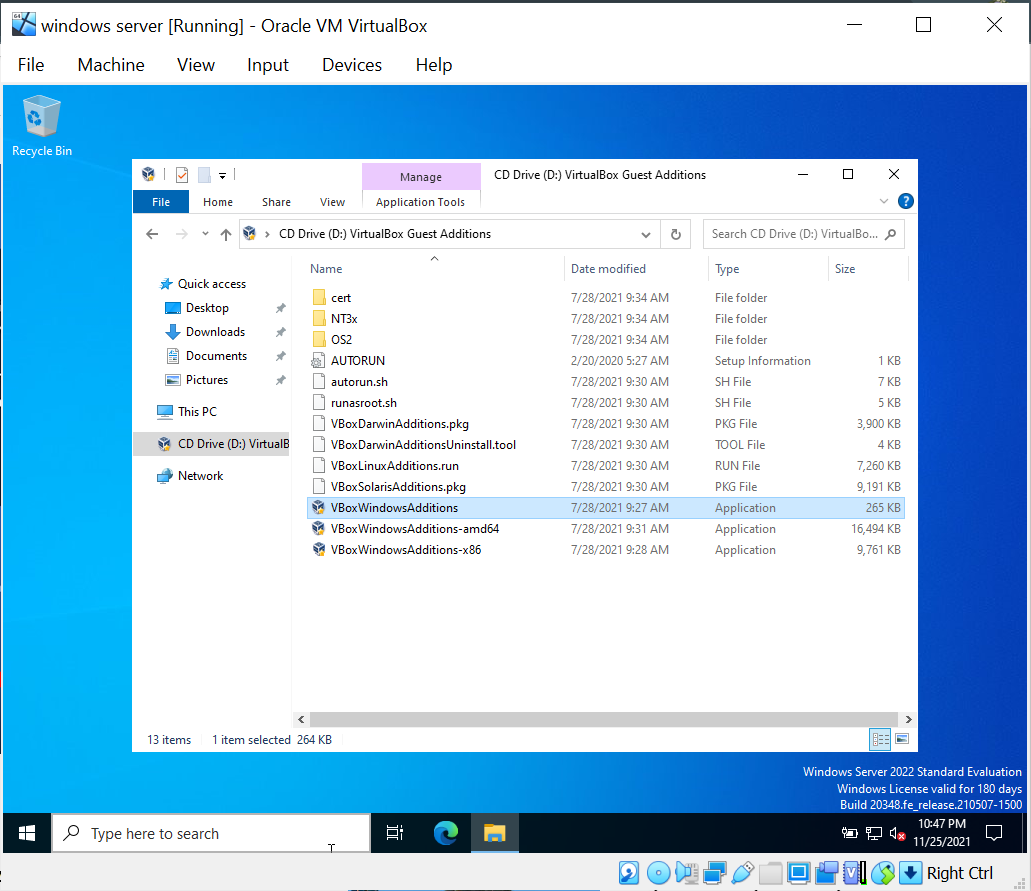 windows server [Running] - Oracle VM VirtualBox
File Machine View Input Devices Help
Recycle Bin
Manage CD Drive (D:) VirtualBox Guest Additions
File Home Share View Application Tools
CD Drive (D:) VirtualBox Guest Additions Search CD Drive (D:) VirtualBo...
Name Date modified Type Size
Quick access
Desktop
Downloads
Documents
Pictures
This PC
CD Drive (D:) VirtualB
Network
cert 7/28/2021 9:34 AM File folder
NT3x 7/28/2021 9:34 AM File folder
OS2 7/28/2021 9:34 AM File folder
AUTORUN 2/20/2020 5:27 AM Setup Information 1 KB
autorun.sh 7/28/2021 9:30 AM SH File 7 KB
runasroot.sh 7/28/2021 9:30 AM SH File 5 KB
VBoxDarwinAdditions.pkg 7/28/2021 9:30 AM PKG File 3,900 KB
VBoxDarwinAdditionsUninstall.tool 7/28/2021 9:30 AM TOOL File 4 KB
VBoxLinuxAdditions.run 7/28/2021 9:30 AM RUN File 7,260 KB
VBoxSolarisAdditions.pkg 7/28/2021 9:30 AM PKG File 9,191 KB
VBoxWindowsAdditions 7/28/2021 9:27 AM Application 265 KB
VBoxWindowsAdditions-amd64 7/28/2021 9:31 AM Application 16,494 KB
VBoxWindowsAdditions-x86 7/28/2021 9:28 AM Application 9,761 KB
13 items 1 item selected 264 KB
Windows Server 2022 Standard Evaluation
Windows License valid for 180 days
Build 20348.fe_release.210507-1500
Type here to search
10:47 PM
11/25/2021
Right Ctrl